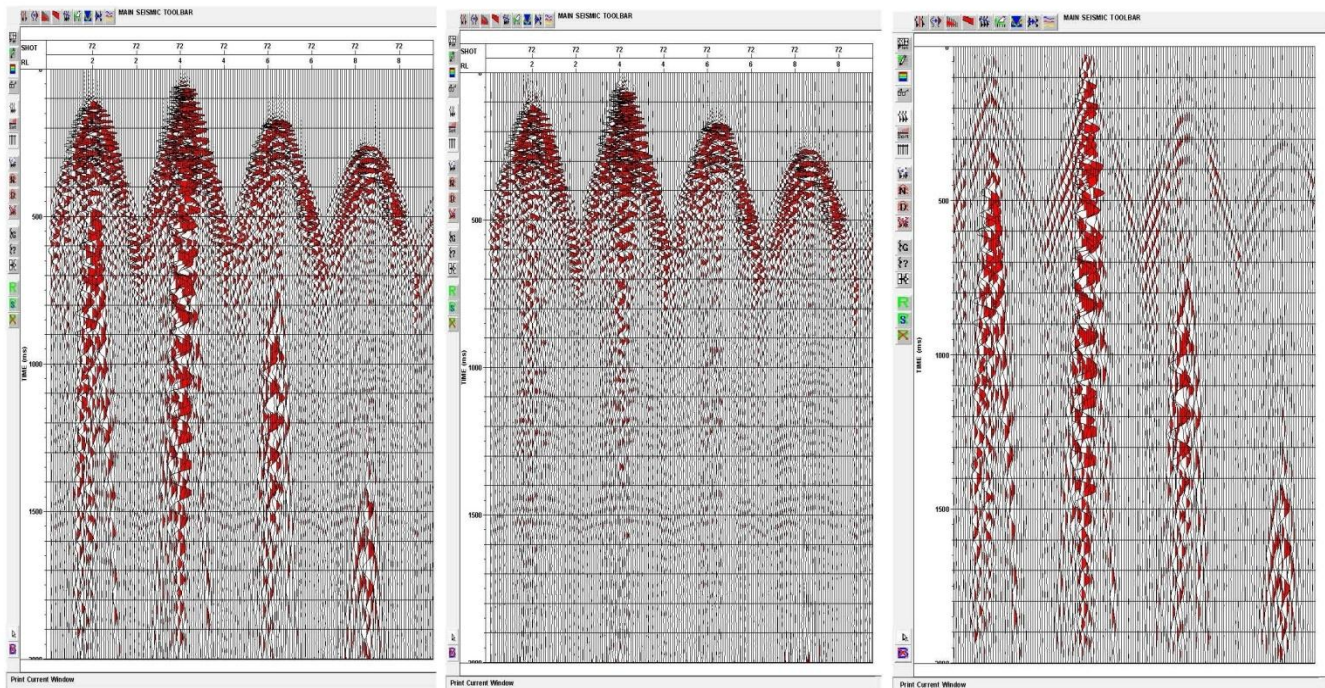 MAIN SEISMIC TOOLBAR
SHOT 72 72 72 72 72 72 72 72
RL 2 2 4 4 6 6 8 8
0
500
1000
1500
2000
TIME (ms)
R
S
B
Print Current Window
MAIN SEISMIC TOOLBAR
SHOT 72 72 72 72 72 72 72 72
RL 2 2 4 4 6 6 8 8
500
1000
1500
TIME (ms)
R
S
B
Print Current Window
MAIN SEISMIC TOOLBAR
500
1000
1500
TIME (ms)
R
S
B
Print Current Window